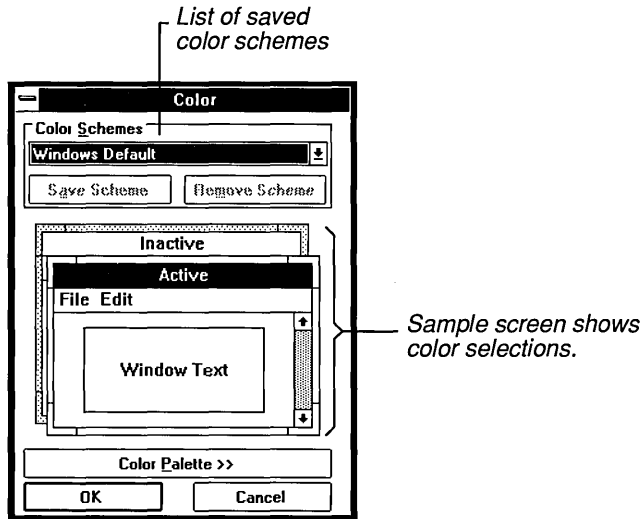 List of saved
color schemes
Color
Color Schemes
Windows Default
Save Scheme
Remove Scheme
Inactive
Active
File Edit
Window Text
Sample screen shows
color selections.
Color Palette >>
OK
Cancel